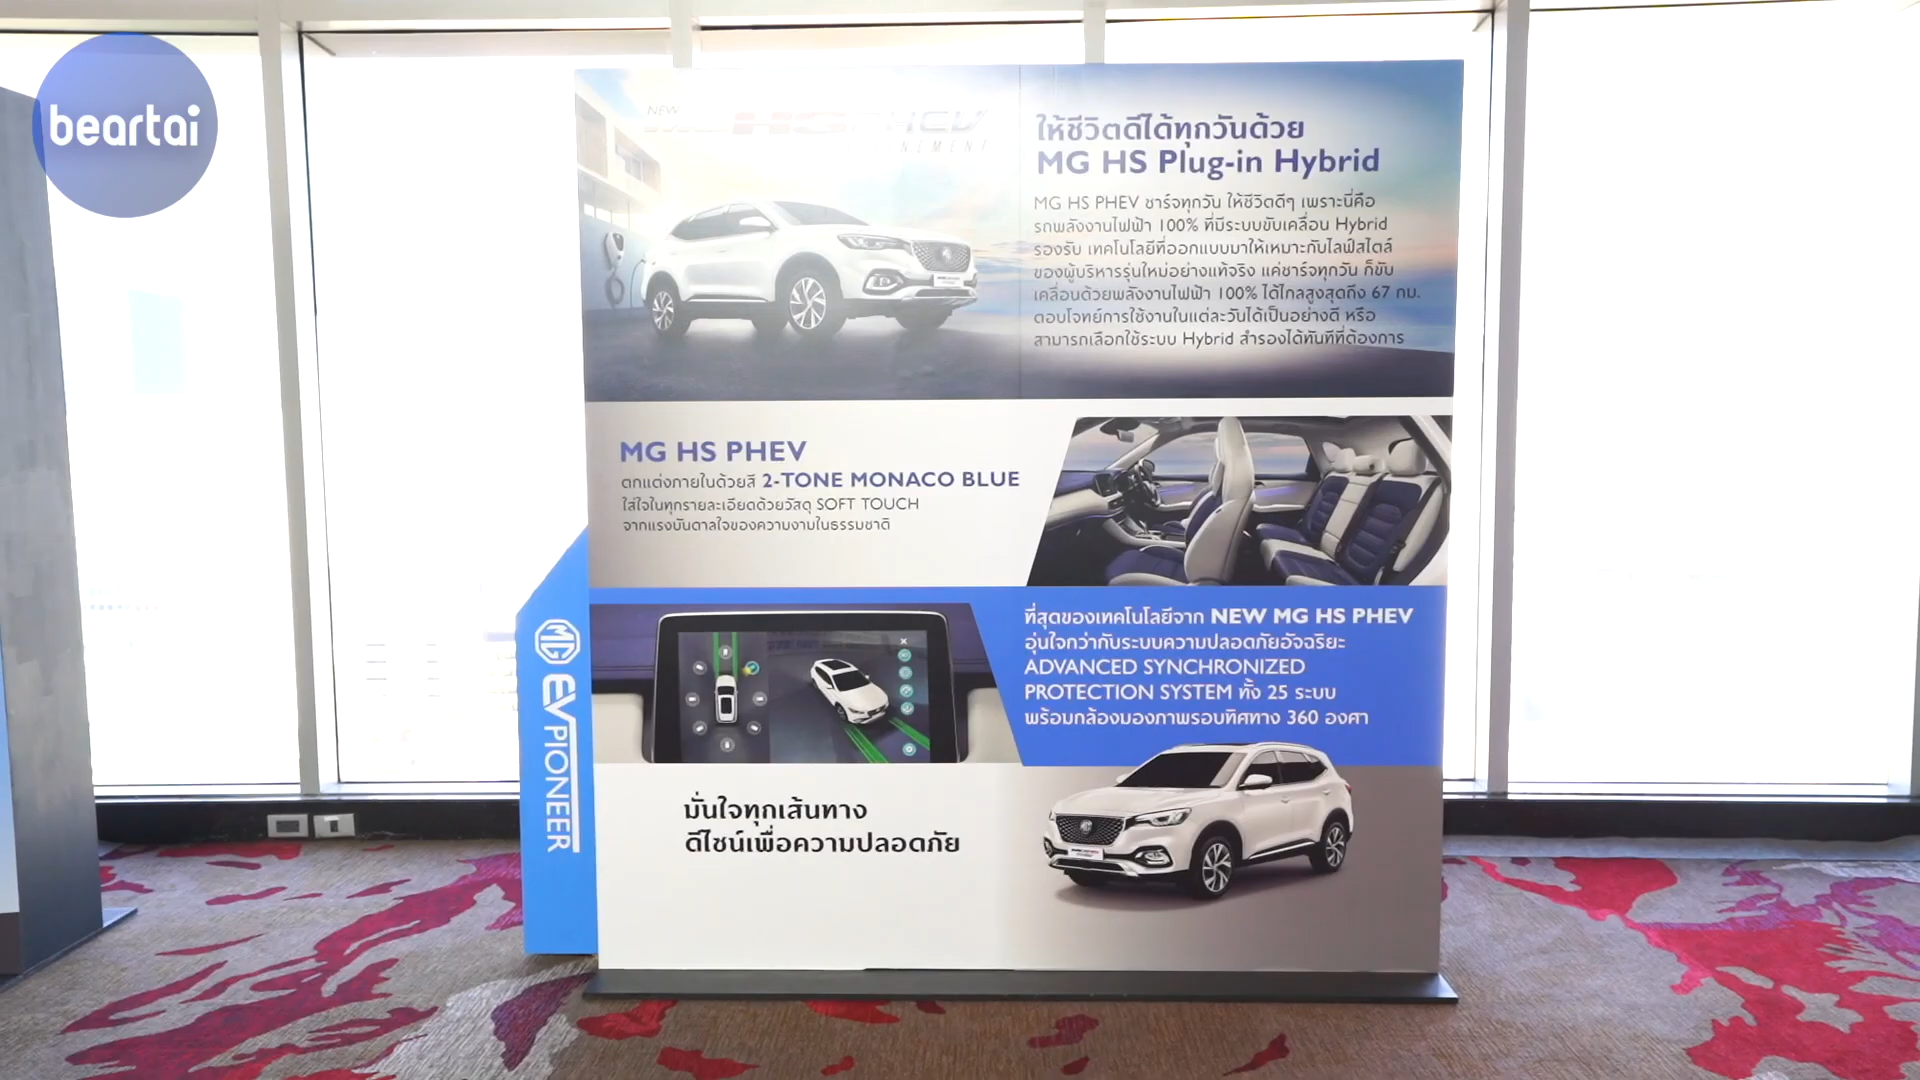 beartai
NEW
MG HS PHEV
ให้ชีวิตดีได้ทุกวันด้วย
MG HS Plug-in Hybrid
MG HS PHEV ชาร์จทุกวัน ให้ชีวิตดีๆ เพราะนี่คือ
รถพลังงานไฟฟ้า 100% ที่มีระบบขับเคลื่อน Hybrid
รองรับ เทคโนโลยีที่ออกแบบมาให้เหมาะกับไลฟ์สไตล์
ของผู้บริหารรุ่นใหม่อย่างแท้จริง แค่ชาร์จทุกวัน ก็ขับ
เคลื่อนด้วยพลังงานไฟฟ้า 100% ได้ไกลสูงสุดถึง 67 กม.
ตอบโจทย์การใช้งานในแต่ละวันได้เป็นอย่างดี หรือ
สามารถเลือกใช้ระบบ Hybrid สำรองได้ทันทีที่ต้องการ
MG HS PHEV
ตกแต่งภายในด้วยสี 2-TONE MONACO BLUE
ใส่ใจในทุกรายละเอียดด้วยวัสดุ SOFT TOUCH
จากแรงบันดาลใจของความงามในธรรมชาติ
ที่สุดของเทคโนโลยีจาก NEW MG HS PHEV
อุ่นใจกว่ากับระบบความปลอดภัยอัจฉริยะ
ADVANCED SYNCHRONIZED
PROTECTION SYSTEM ทั้ง 25 ระบบ
พร้อมกล้องมองภาพรอบทิศทาง 360 องศา
MG EV PIONEER
มั่นใจทุกเส้นทาง
ดีไซน์เพื่อความปลอดภัย